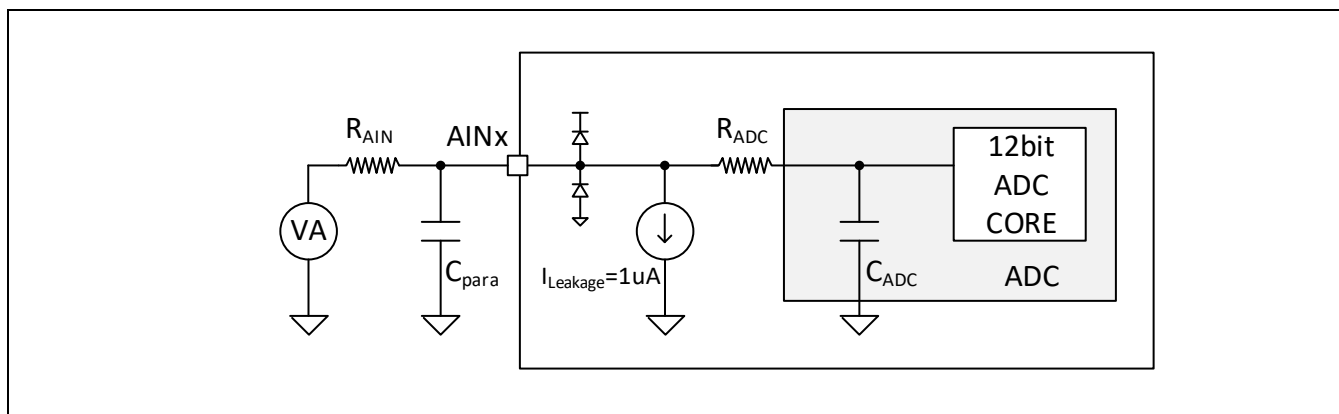 R_AIN
AINx
R_ADC
12bit
ADC
CORE
VA
C_para
I_Leakage=1uA
C_ADC
ADC